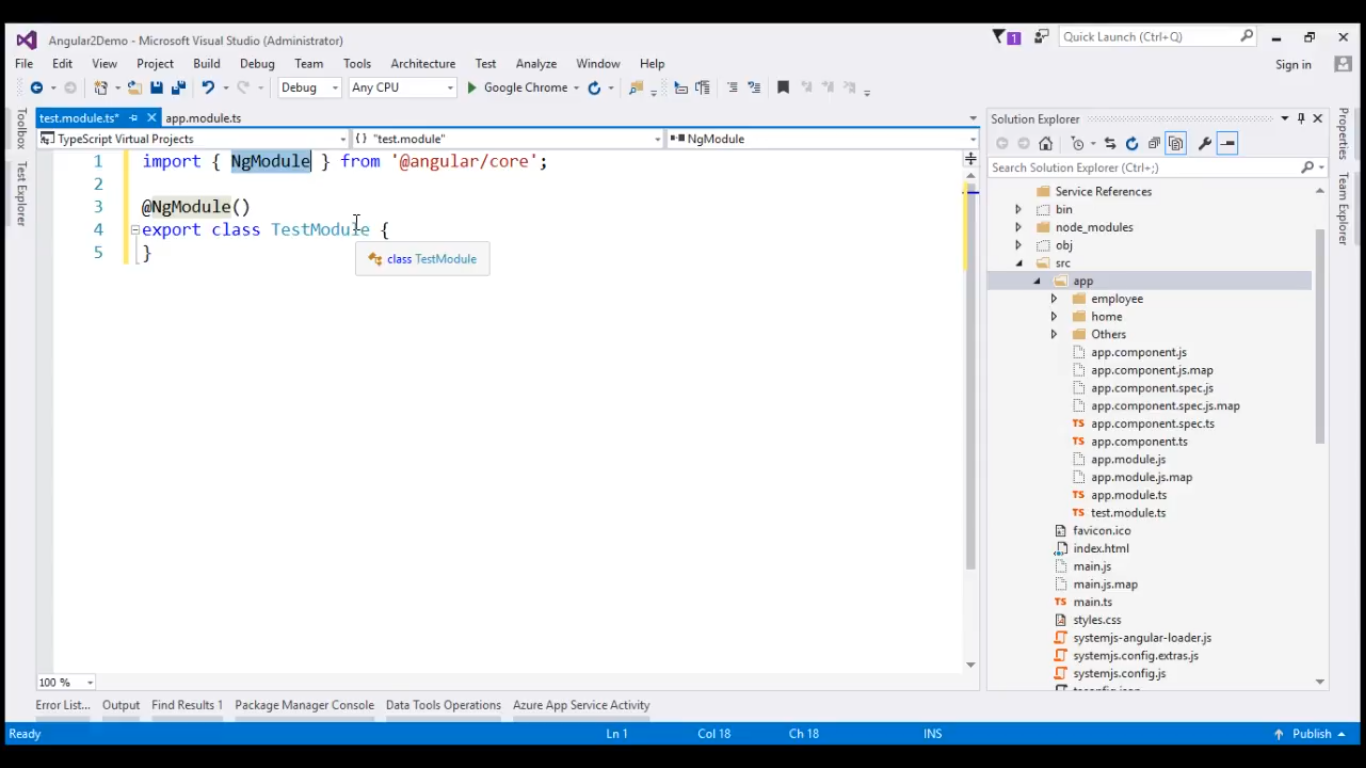 Angular2Demo - Microsoft Visual Studio (Administrator)
1
Quick Launch (Ctrl+Q)
File Edit View Project Build Debug Team Tools Architecture Test Analyze Window Help
Sign in
Debug Any CPU Google Chrome
Toolbox
Test Explorer
test.module.ts* app.module.ts
TypeScript Virtual Projects {} "test.module" NgModule
1 import { NgModule } from '@angular/core';
2
3 @NgModule()
4 export class TestModule {
5 }
class TestModule
100 %
Solution Explorer
Search Solution Explorer (Ctrl+;)
Service References
bin
node_modules
obj
src
app
employee
home
Others
app.component.js
app.component.js.map
app.component.spec.js
app.component.spec.js.map
TS app.component.spec.ts
TS app.component.ts
app.module.js
app.module.js.map
TS app.module.ts
TS test.module.ts
favicon.ico
index.html
main.js
main.js.map
TS main.ts
styles.css
systemjs-angular-loader.js
systemjs.config.extras.js
systemjs.config.js
Properties
Team Explorer
Error List... Output Find Results 1 Package Manager Console Data Tools Operations Azure App Service Activity
Ready Ln 1 Col 18 Ch 18 INS Publish